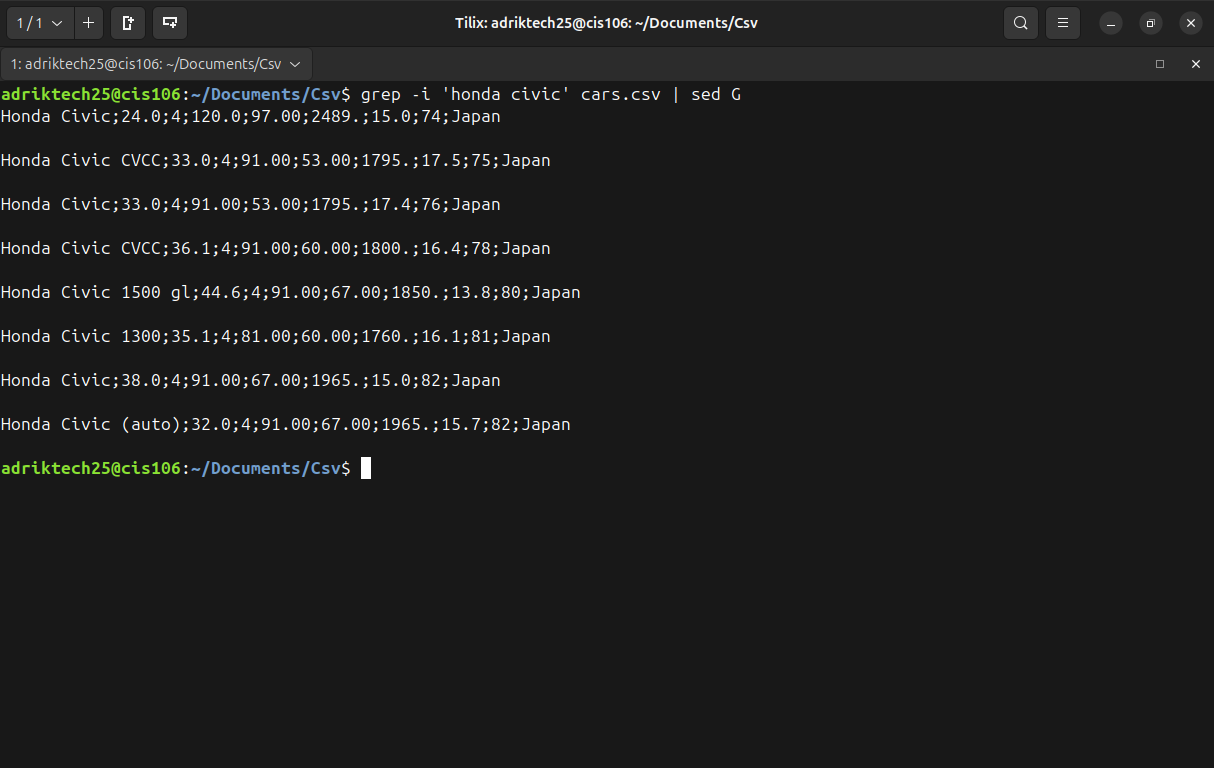 1 / 1
Tilix: adriktech25@cis106: ~/Documents/Csv
1: adriktech25@cis106: ~/Documents/Csv
adriktech25@cis106:~/Documents/Csv$ grep -i 'honda civic' cars.csv | sed G
Honda Civic;24.0;4;120.0;97.00;2489.;15.0;74;Japan
Honda Civic CVCC;33.0;4;91.00;53.00;1795.;17.5;75;Japan
Honda Civic;33.0;4;91.00;53.00;1795.;17.4;76;Japan
Honda Civic CVCC;36.1;4;91.00;60.00;1800.;16.4;78;Japan
Honda Civic 1500 gl;44.6;4;91.00;67.00;1850.;13.8;80;Japan
Honda Civic 1300;35.1;4;81.00;60.00;1760.;16.1;81;Japan
Honda Civic;38.0;4;91.00;67.00;1965.;15.0;82;Japan
Honda Civic (auto);32.0;4;91.00;67.00;1965.;15.7;82;Japan
adriktech25@cis106:~/Documents/Csv$